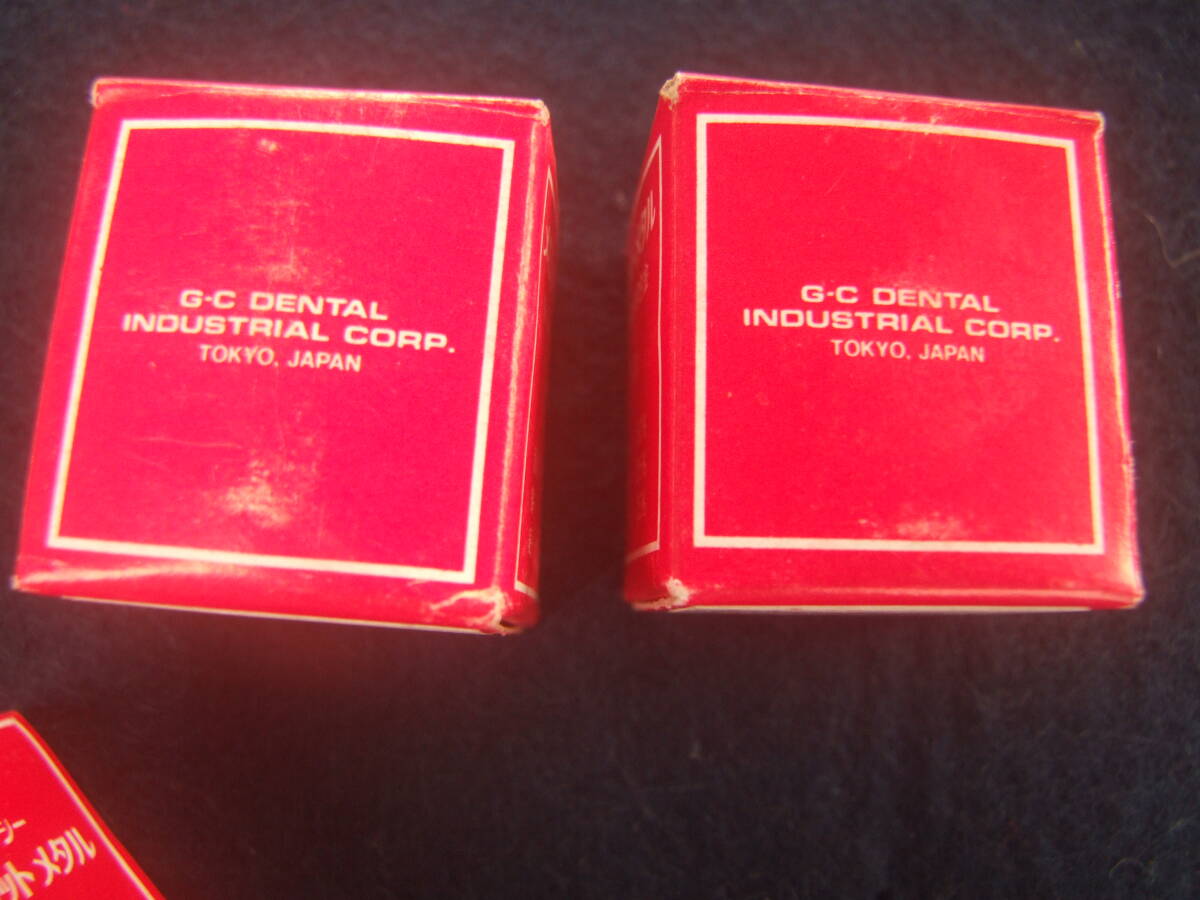 G-C DENTAL
INDUSTRIAL CORP.
TOKYO, JAPAN
G-C DENTAL
INDUSTRIAL CORP.
TOKYO, JAPAN
メタル